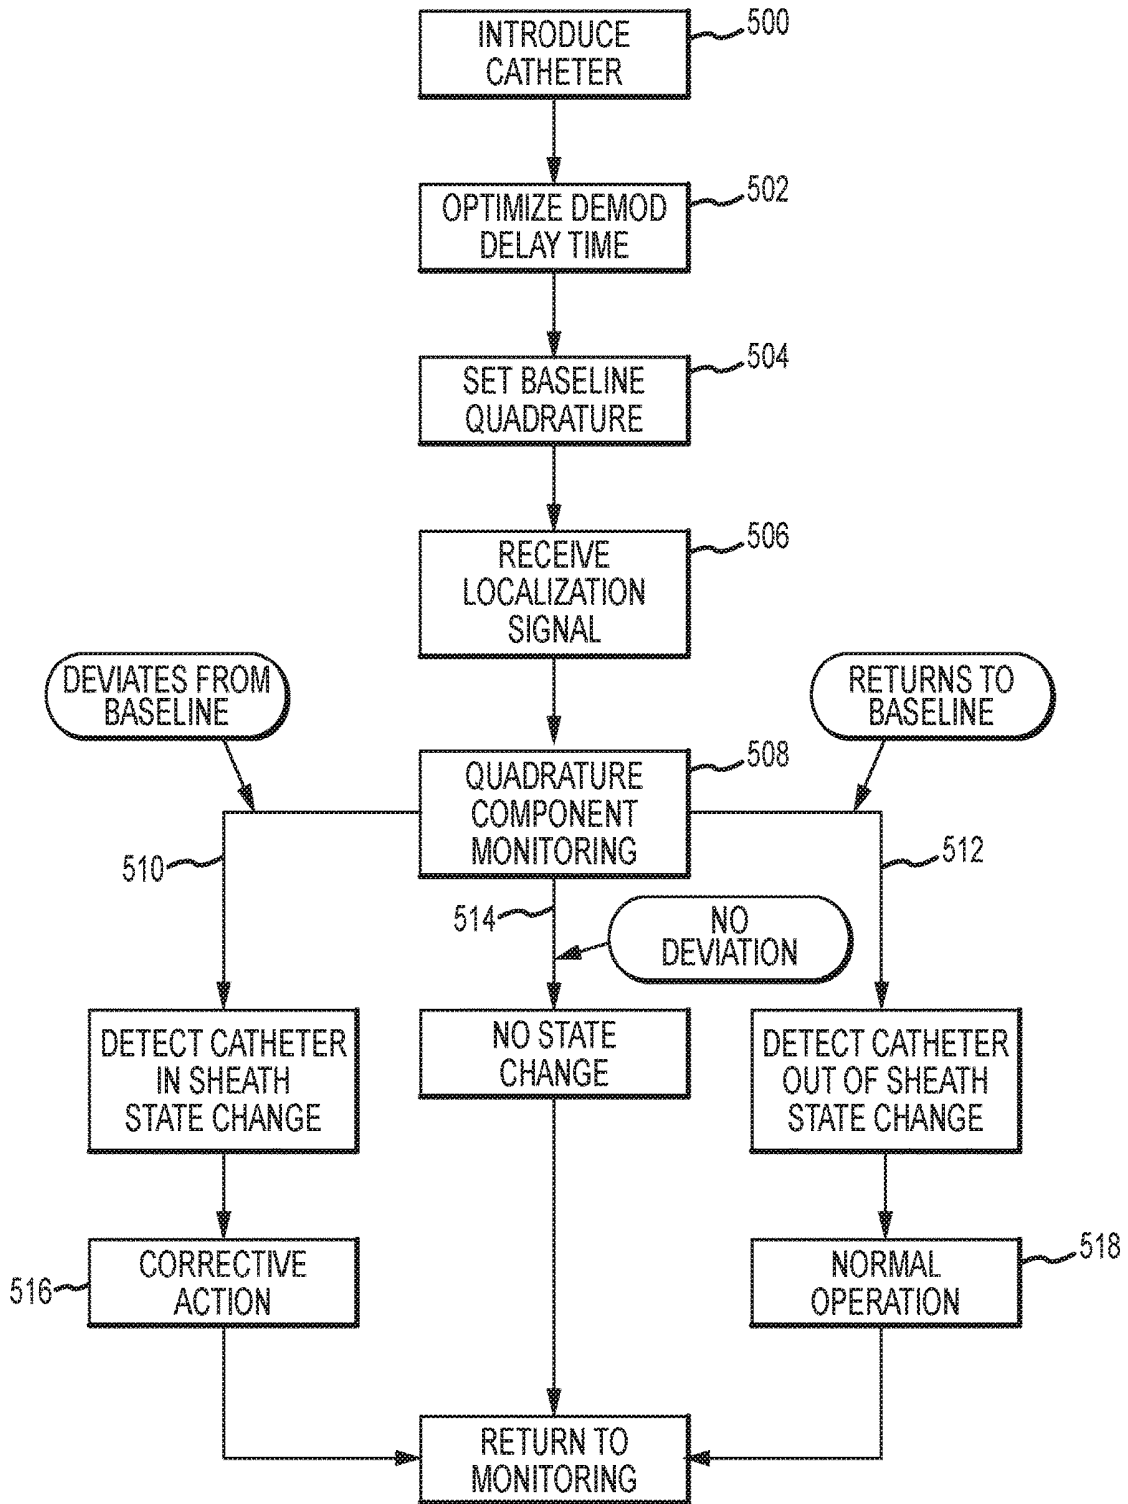 INTRODUCE
CATHETER
500
OPTIMIZE DEMOD
DELAY TIME
502
SET BASELINE
QUADRATURE
504
RECEIVE
LOCALIZATION
SIGNAL
506
DEVIATES FROM
BASELINE
RETURNS TO
BASELINE
QUADRATURE
COMPONENT
MONITORING
508
510
512
514
NO
DEVIATION
DETECT CATHETER
IN SHEATH
STATE CHANGE
NO STATE
CHANGE
DETECT CATHETER
OUT OF SHEATH
STATE CHANGE
516
CORRECTIVE
ACTION
NORMAL
OPERATION
518
RETURN TO
MONITORING